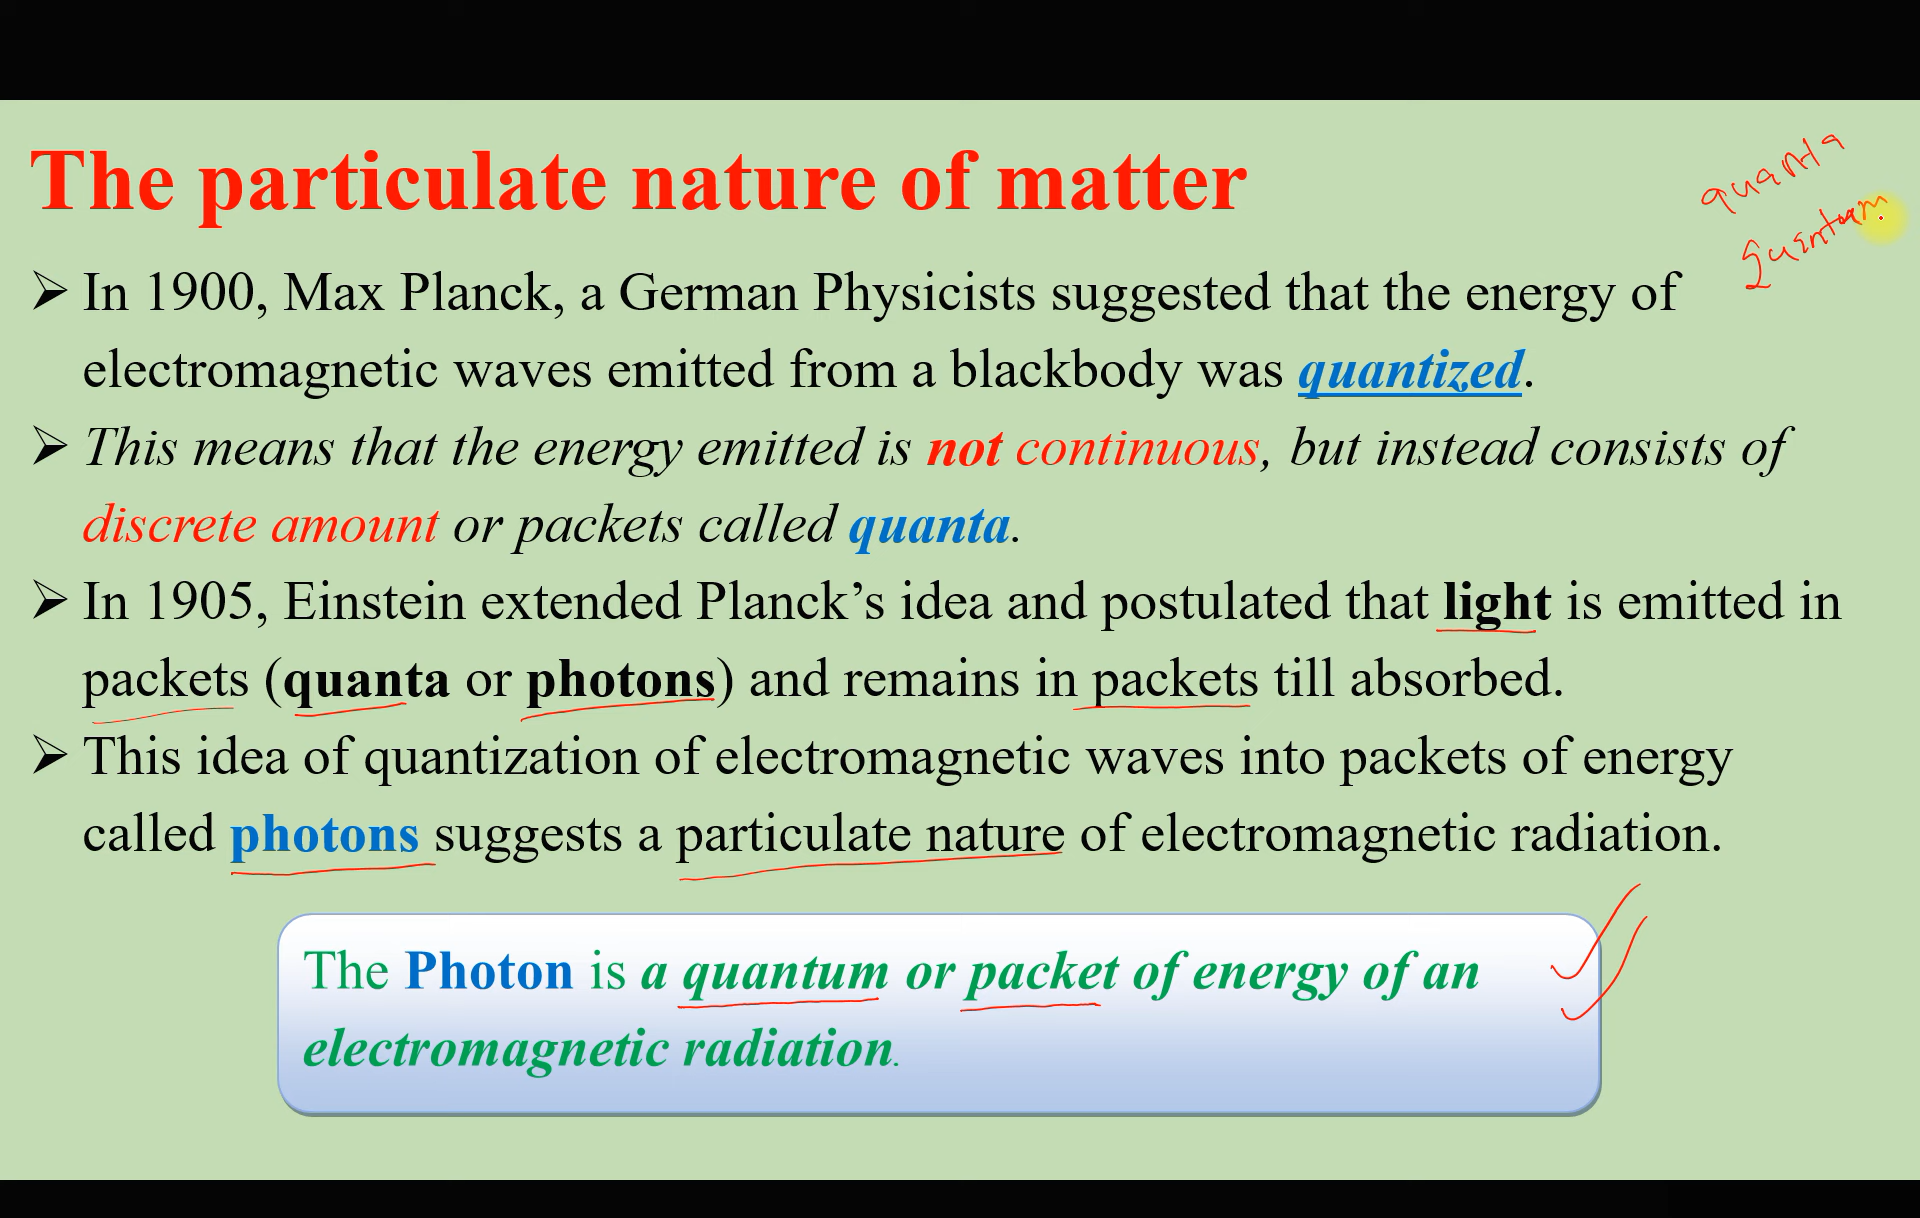 The particulate nature of matter
quanta
Quantum
➢ In 1900, Max Planck, a German Physicists suggested that the energy of
electromagnetic waves emitted from a blackbody was quantized.
➢ This means that the energy emitted is not continuous, but instead consists of
discrete amount or packets called quanta.
➢ In 1905, Einstein extended Planck’s idea and postulated that light is emitted in
packets (quanta or photons) and remains in packets till absorbed.
➢ This idea of quantization of electromagnetic waves into packets of energy
called photons suggests a particulate nature of electromagnetic radiation.
The Photon is a quantum or packet of energy of an
electromagnetic radiation.